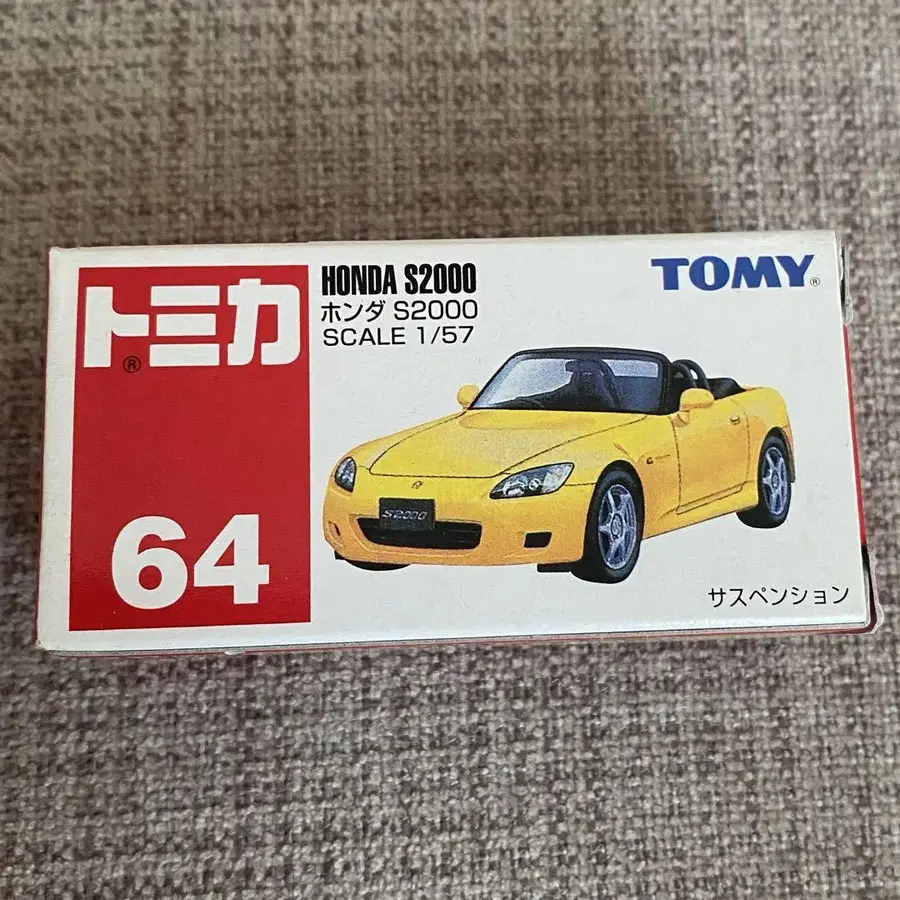 トミカ®
64
HONDA S2000
ホンダ S2000
SCALE 1/57
TOMY®
S2000
サスペンション